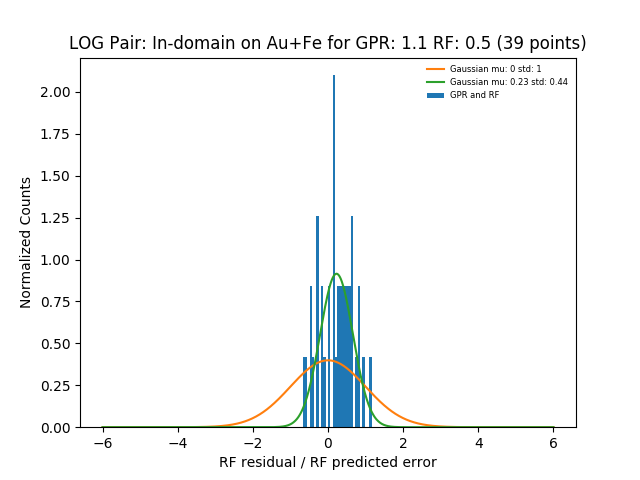 LOG Pair: In-domain on Au+Fe for GPR: 1.1 RF: 0.5 (39 points)
Gaussian mu: 0 std: 1
Gaussian mu: 0.23 std: 0.44
GPR and RF
2.00
1.75
1.50
1.25
1.00
0.75
0.50
0.25
0.00
Normalized Counts
−6 −4 −2 0 2 4 6
RF residual / RF predicted error